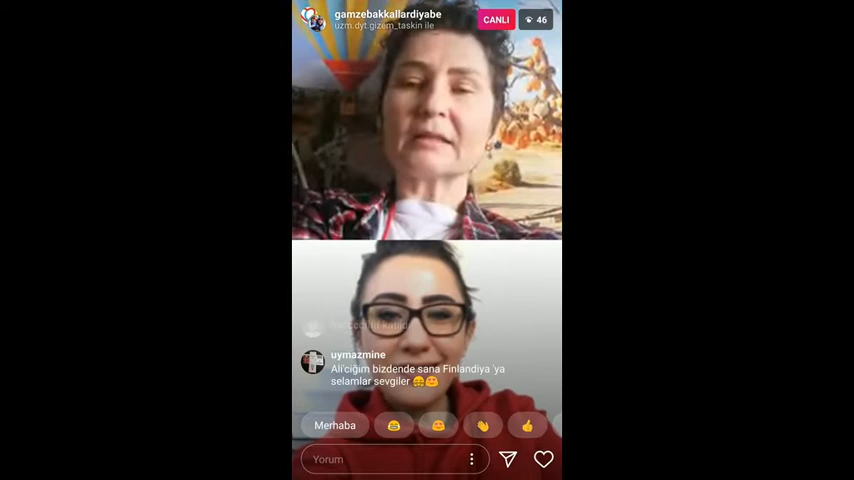 gamzebakkallardiyabe
uzm.dyt.gizem_taskin ile
CANLI
46
uymazmine
Ali'ciğim bizdende sana Finlandiya 'ya
selamlar sevgiler
Merhaba
Yorum